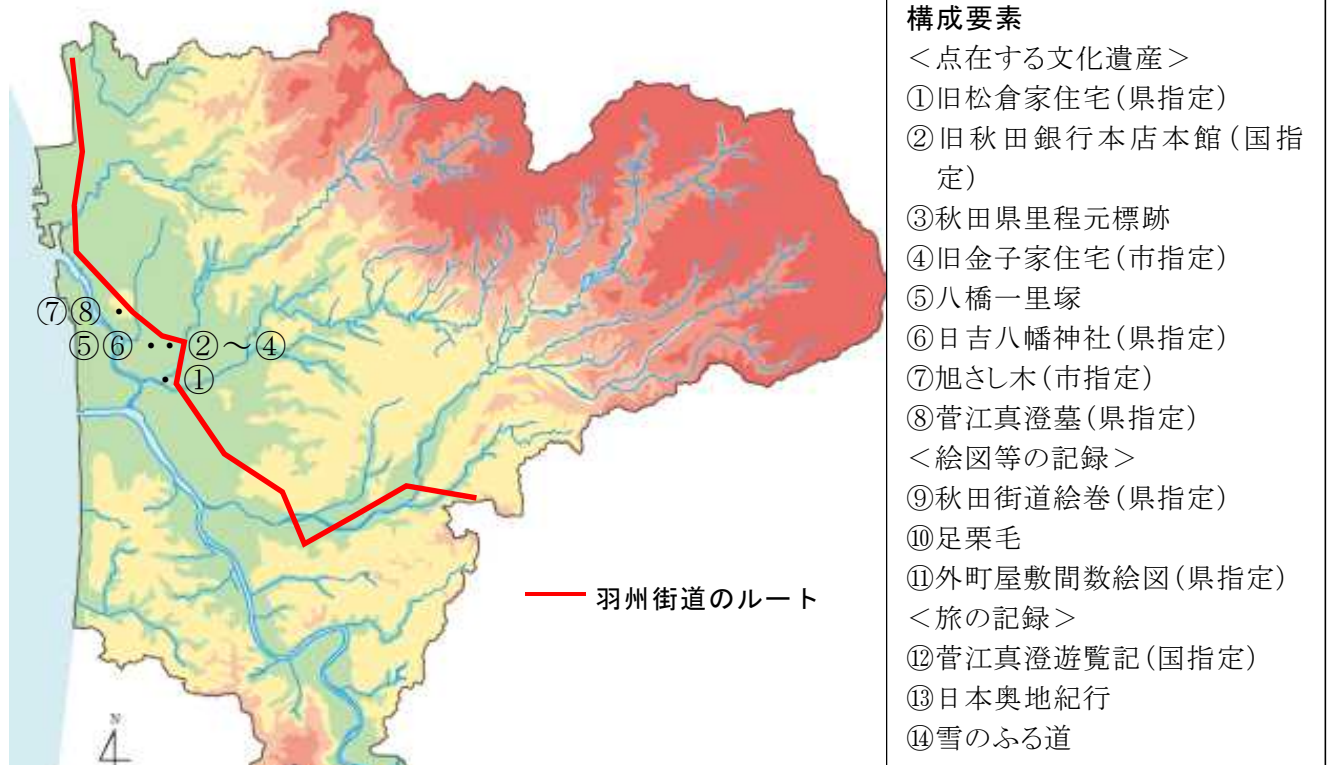 ⑦⑧
⑤⑥
②～④
①
羽州街道のルート
N
構成要素
＜点在する文化遺産＞
①旧松倉家住宅(県指定)
②旧秋田銀行本店本館(国指
定)
③秋田県里程元標跡
④旧金子家住宅(市指定)
⑤八橋一里塚
⑥日吉八幡神社(県指定)
⑦旭さし木(市指定)
⑧菅江真澄墓(県指定)
＜絵図等の記録＞
⑨秋田街道絵巻(県指定)
⑩足栗毛
⑪外町屋敷間数絵図(県指定)
＜旅の記録＞
⑫菅江真澄遊覧記(国指定)
⑬日本奥地紀行
⑭雪のふる道